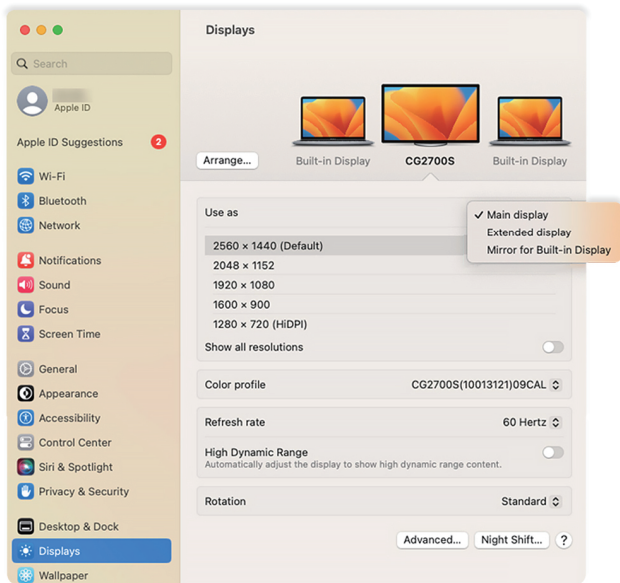 Displays
Search
Apple ID
Apple ID Suggestions 2
Wi-Fi
Bluetooth
Network
Notifications
Sound
Focus
Screen Time
General
Appearance
Accessibility
Control Center
Siri & Spotlight
Privacy & Security
Desktop & Dock
Displays
Wallpaper
Arrange...
Built-in Display CG2700S Built-in Display
Use as
✓ Main display
Extended display
Mirror for Built-in Display
2560 × 1440 (Default)
2048 × 1152
1920 × 1080
1600 × 900
1280 × 720 (HiDPI)
Show all resolutions
Color profile CG2700S(10013121)09CAL
Refresh rate 60 Hertz
High Dynamic Range
Automatically adjust the display to show high dynamic range content.
Rotation Standard
Advanced... Night Shift... ?